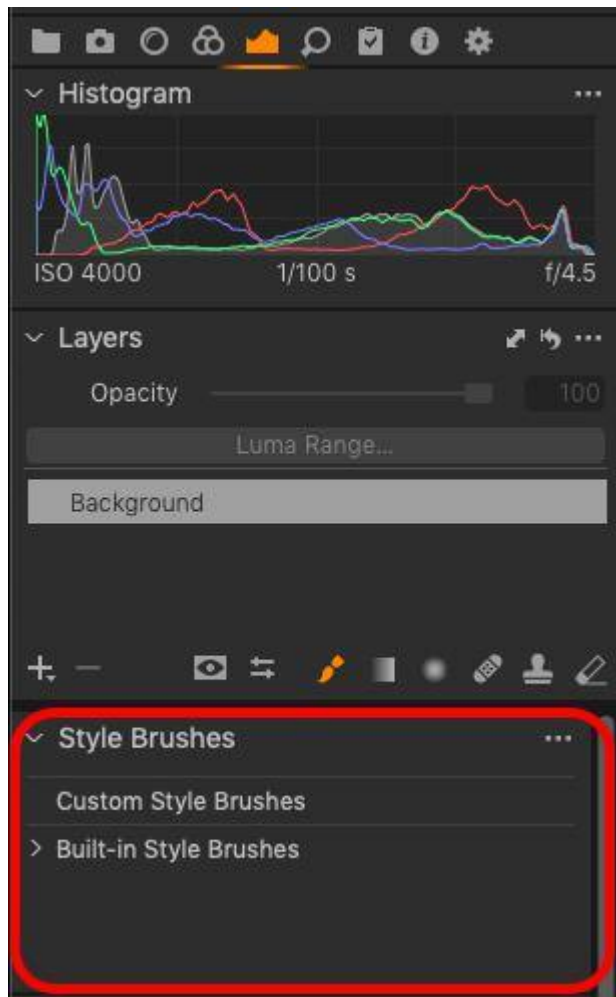 Histogram
ISO 4000 1/100 s f/4.5
Layers
Opacity 100
Luma Range...
Background
Style Brushes
Custom Style Brushes
Built-in Style Brushes